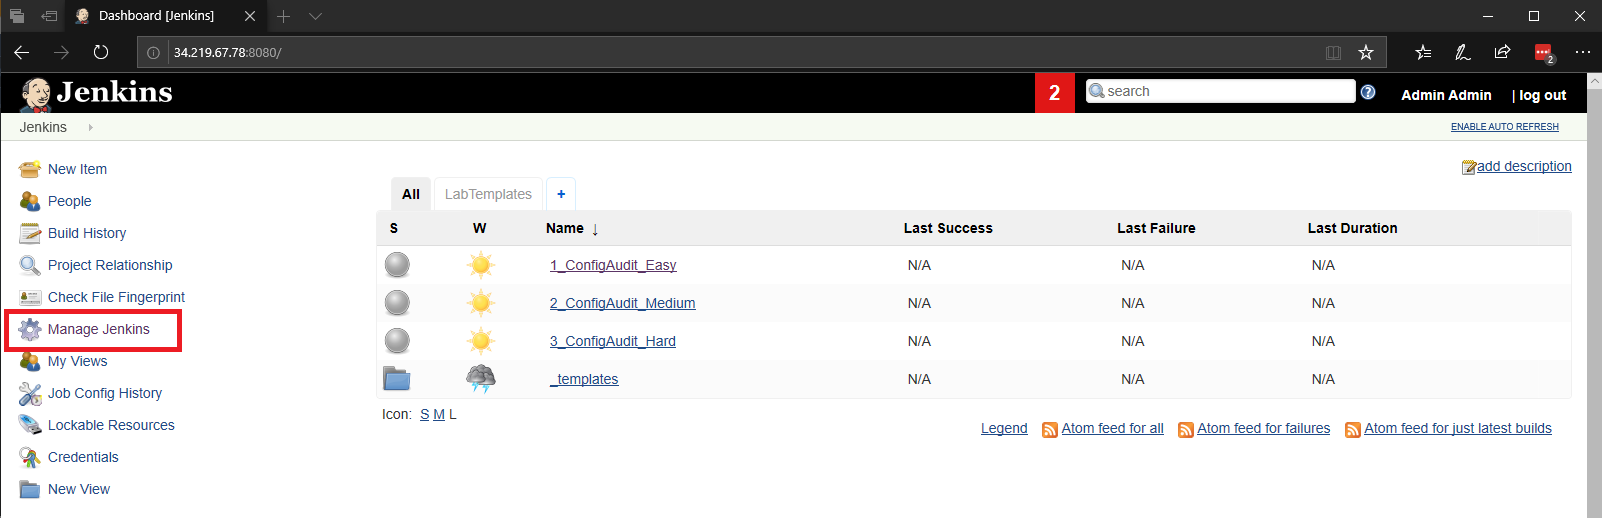 Dashboard [Jenkins]
34.219.67.78:8080/
2
Jenkins
2
search
?
Admin Admin
| log out
Jenkins
ENABLE AUTO REFRESH
New Item
People
Build History
Project Relationship
Check File Fingerprint
Manage Jenkins
My Views
Job Config History
Lockable Resources
Credentials
New View
add description
All LabTemplates +
S W Name ↓ Last Success Last Failure Last Duration
1_ConfigAudit_Easy N/A N/A N/A
2_ConfigAudit_Medium N/A N/A N/A
3_ConfigAudit_Hard N/A N/A N/A
_templates N/A N/A N/A
Icon: S M L
Legend Atom feed for all Atom feed for failures Atom feed for just latest builds